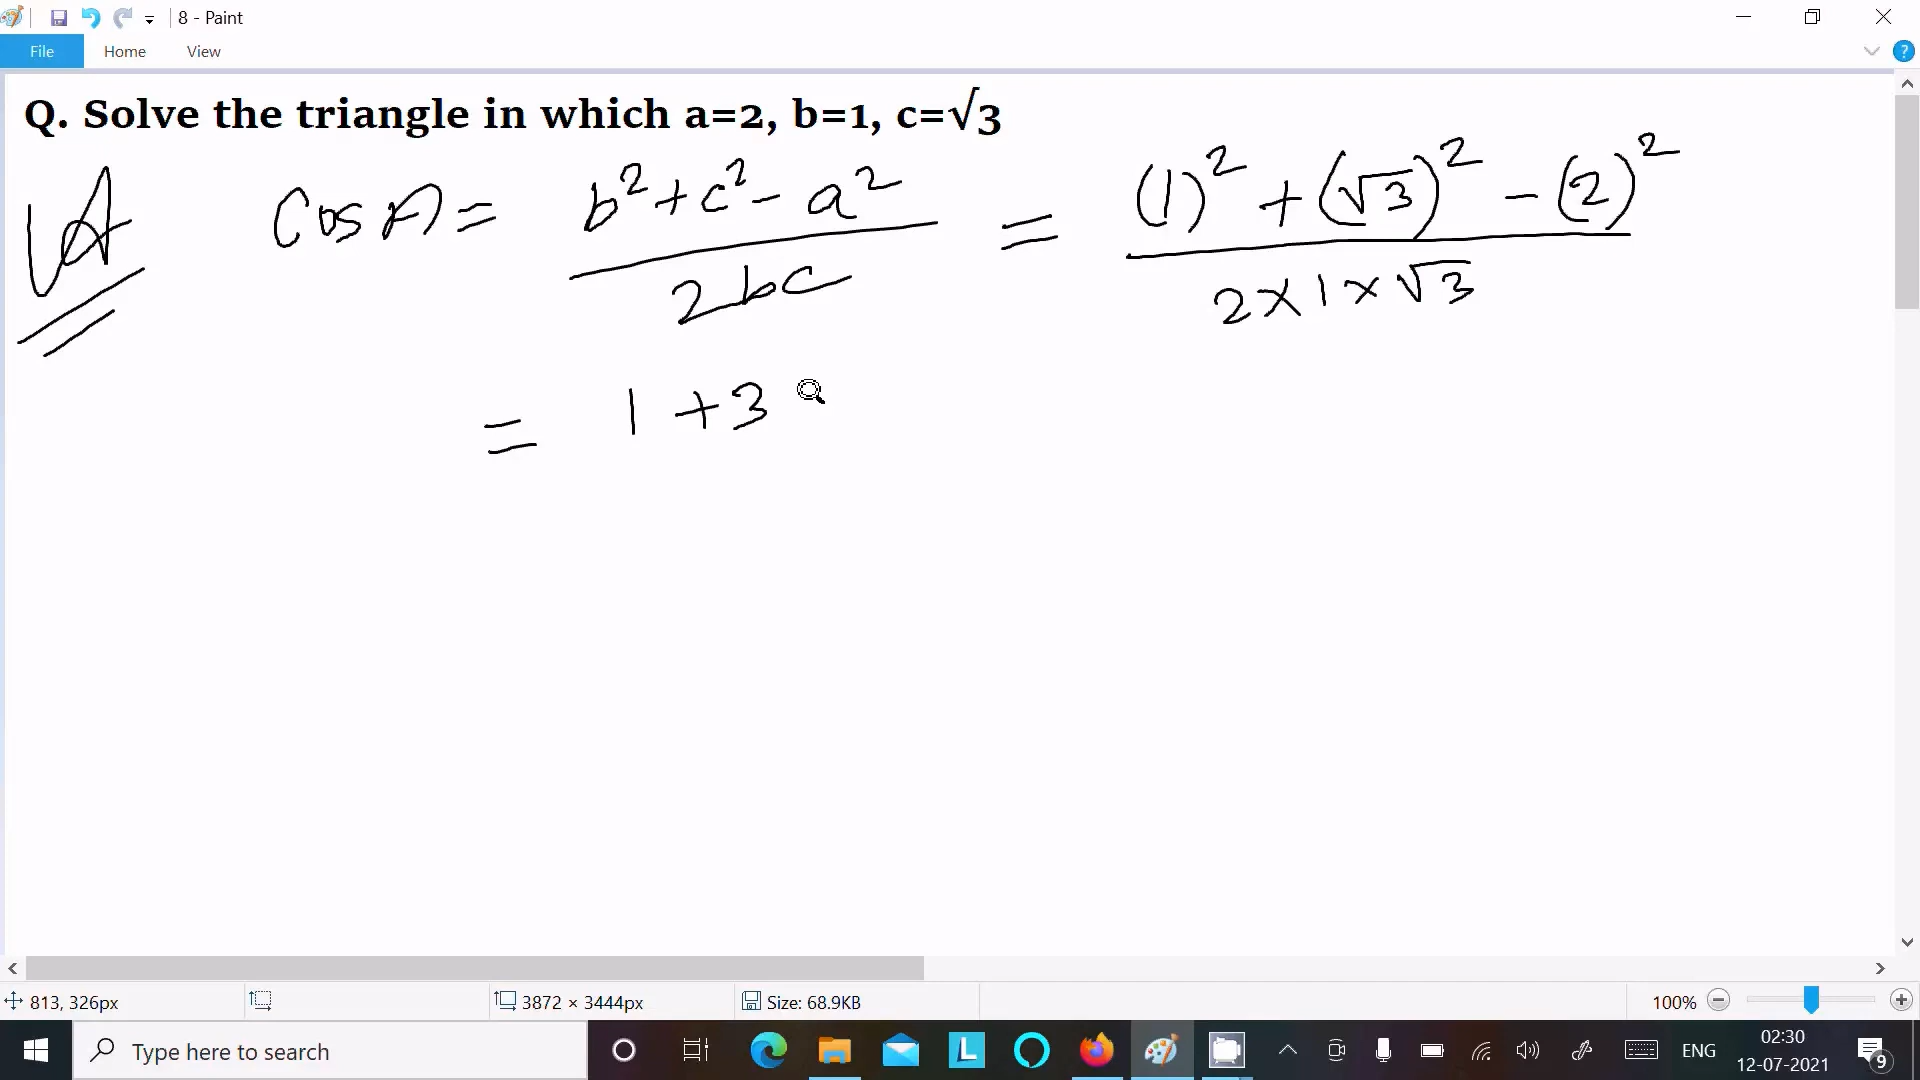 8 - Paint
File Home View
Q. Solve the triangle in which a=2, b=1, c=√3
A
Cos A = b² + c² - a² / 2bc = (1)² + (√3)² - (2)² / 2 × 1 × √3
= 1 + 3
813, 326px 3872 × 3444px Size: 68.9KB 100%
Type here to search L ENG 02:30
12-07-2021 9